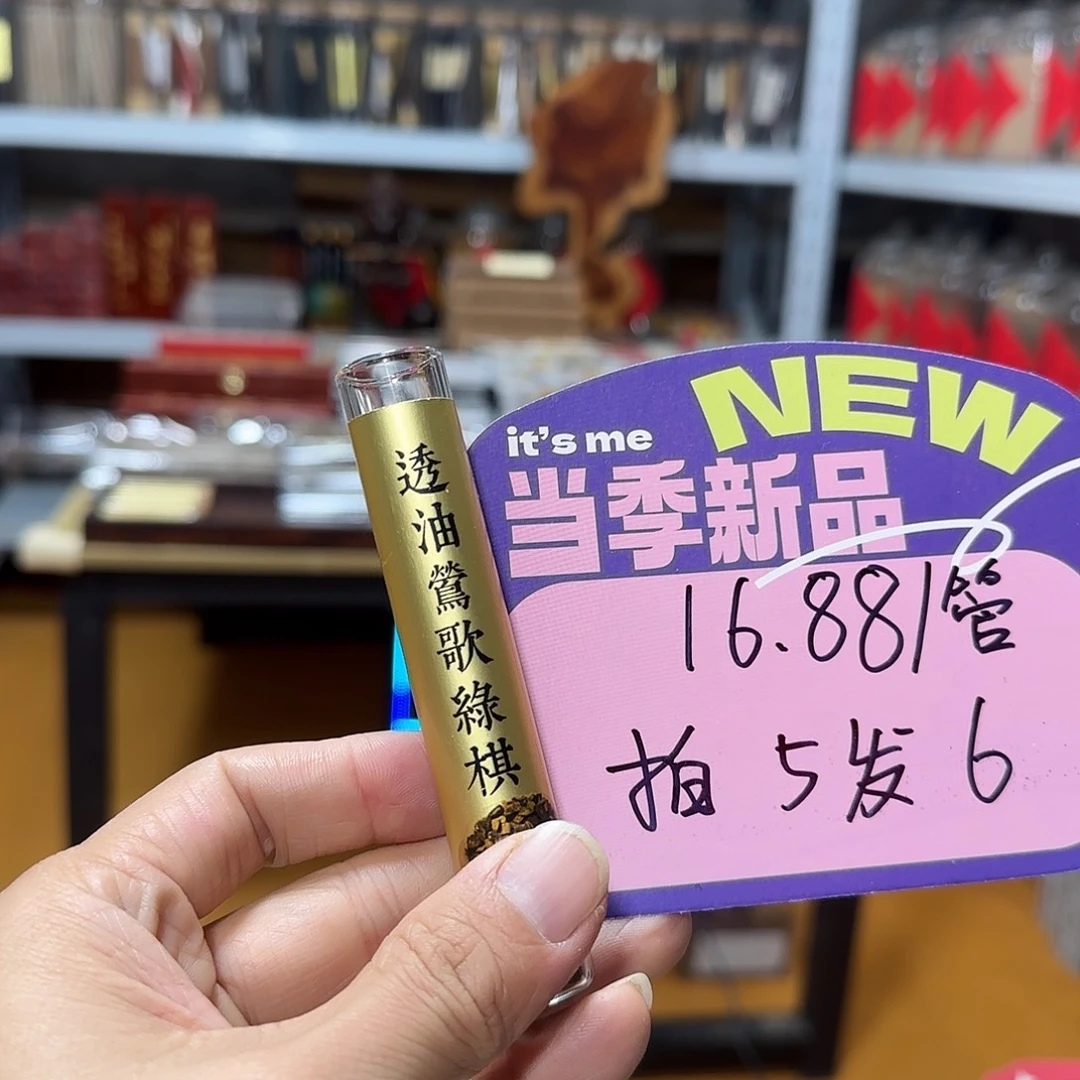 透油鶯歌綠棋
NEW
it's me
当季新品
16.88/管
拍 5 发 6